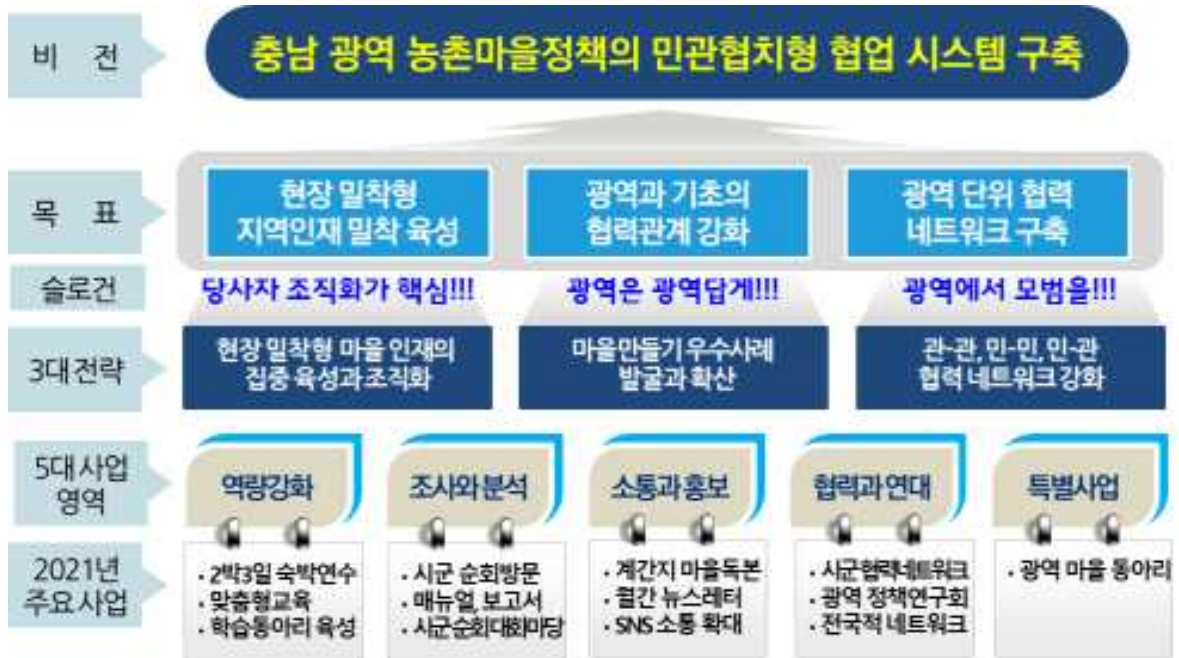 비 전
충남 광역 농촌마을정책의 민관협치형 협업 시스템 구축
목 표
현장 밀착형
지역인재 밀착 육성
광역과 기초의
협력관계 강화
광역 단위 협력
네트워크 구축
슬로건
당사자 조직화가 핵심!!!
광역은 광역답게!!!
광역에서 모범을!!!
3대 전략
현장 밀착형 마을 인재의
집중 육성과 조직화
마을만들기 우수사례
발굴과 확산
관-관, 민-민, 민-관
협력 네트워크 강화
5대 사업
영역
역량강화
조사와 분석
소통과 홍보
협력과 연대
특별사업
2021년
주요 사업
· 2박3일 숙박연수
· 맞춤형교육
· 학습동아리 육성
· 시군 순회방문
· 매뉴얼, 보고서
· 시군순회대화마당
· 계간지 마을독본
· 월간 뉴스레터
· SNS 소통 확대
· 시군협력네트워크
· 광역 정책연구회
· 전국적 네트워크
· 광역 마을 동아리